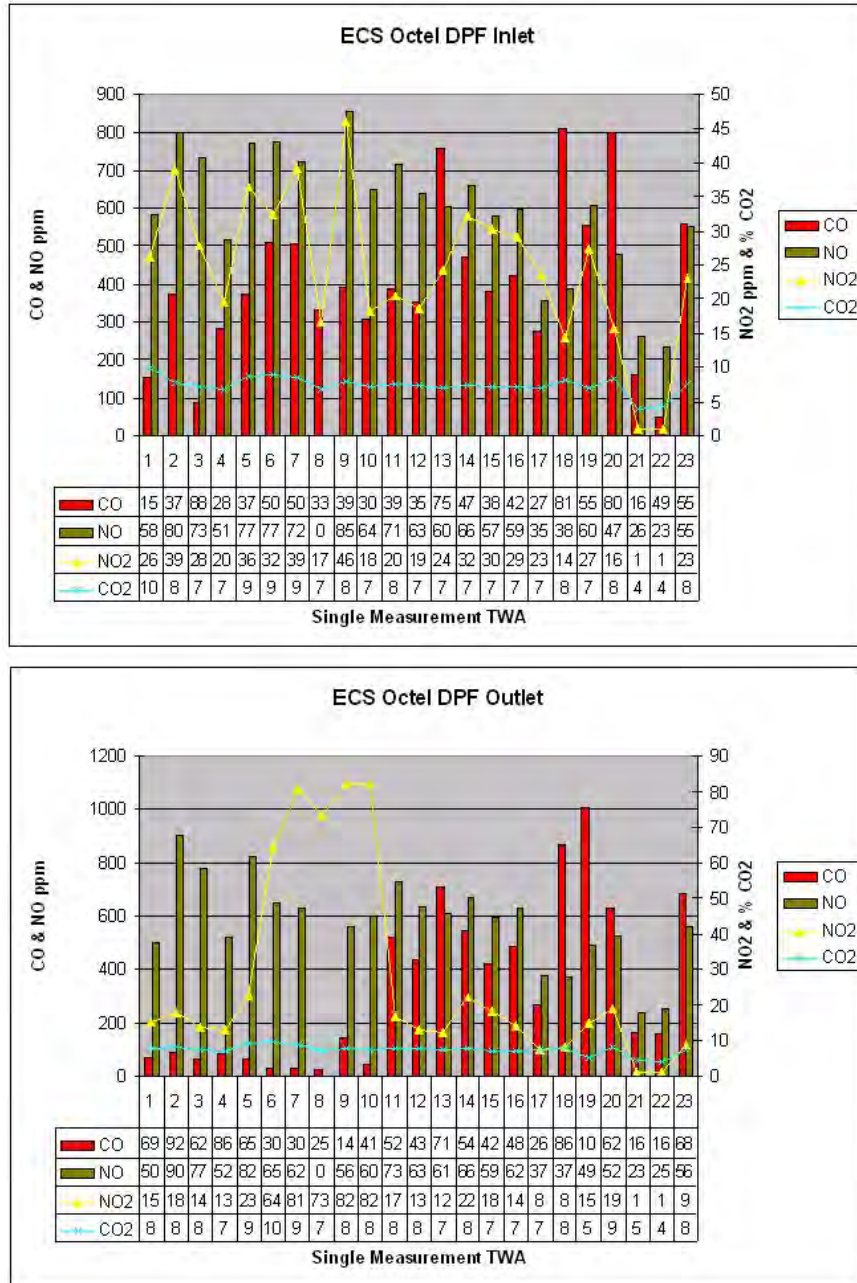 ECS Octel DPF Inlet
900
800
700
600
500
400
300
200
100
0
CO & NO ppm
50
45
40
35
30
25
20
15
10
5
0
NO2 ppm & % CO2
CO
NO
NO2
CO2
1 2 3 4 5 6 7 8 9 10 11 12 13 14 15 16 17 18 19 20 21 22 23
CO 15 37 88 28 37 50 50 33 39 30 39 35 75 47 38 42 27 81 55 80 16 49 55
NO 58 80 73 51 77 77 72 0 85 64 71 63 60 66 57 59 35 38 60 47 26 23 55
NO2 26 39 28 20 36 32 39 17 46 18 20 19 24 32 30 29 23 14 27 16 1 1 23
CO2 10 8 7 7 9 9 9 7 8 7 8 7 7 7 7 7 7 8 7 8 4 4 8
Single Measurement TWA
ECS Octel DPF Outlet
1200
1000
800
600
400
200
0
CO & NO ppm
90
80
70
60
50
40
30
20
10
0
NO2 & % CO2
CO
NO
NO2
CO2
1 2 3 4 5 6 7 8 9 10 11 12 13 14 15 16 17 18 19 20 21 22 23
CO 69 92 62 86 65 30 30 25 14 41 52 43 71 54 42 48 26 86 10 62 16 16 68
NO 50 90 77 52 82 65 62 0 56 60 73 63 61 66 59 62 37 37 49 52 23 25 56
NO2 15 18 14 13 23 64 81 73 82 82 17 13 12 22 18 14 8 8 15 19 1 1 9
CO2 8 8 8 7 9 10 9 7 8 8 8 8 7 8 7 7 7 8 5 9 5 4 8
Single Measurement TWA